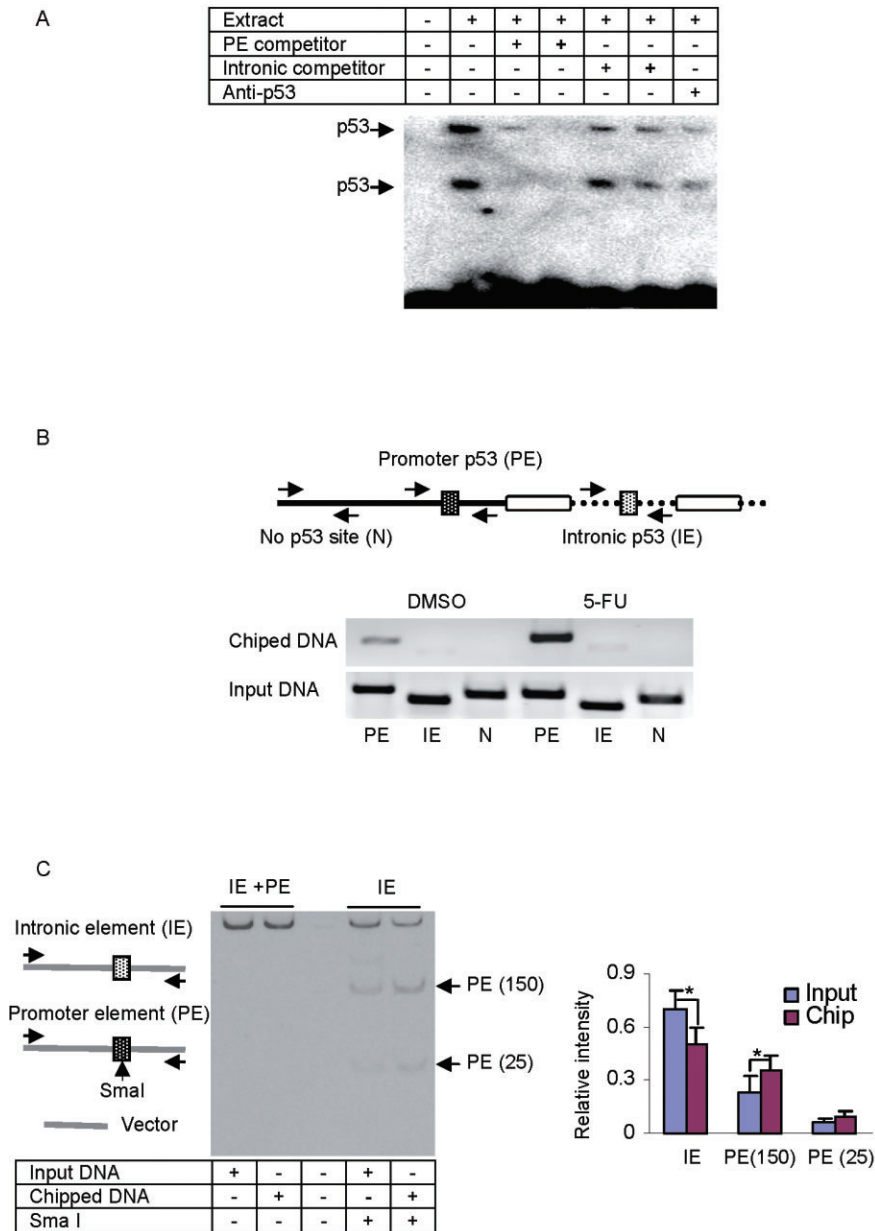 A
Extract - + + + + + +
PE competitor - - + + - - -
Intronic competitor - - - - + + -
Anti-p53 - - - - - - +
p53
p53
B
Promoter p53 (PE)
No p53 site (N) Intronic p53 (IE)
DMSO 5-FU
Chiped DNA
Input DNA
PE IE N PE IE N
C
IE +PE IE
Intronic element (IE)
PE (150)
Promoter element (PE)
PE (25)
SmaI
Vector
Input DNA + - - + -
Chipped DNA - + - - +
Sma I - - - + +
Relative intensity
0.9
0.6
0.3
0
* *
Input
Chip
IE PE(150) PE (25)